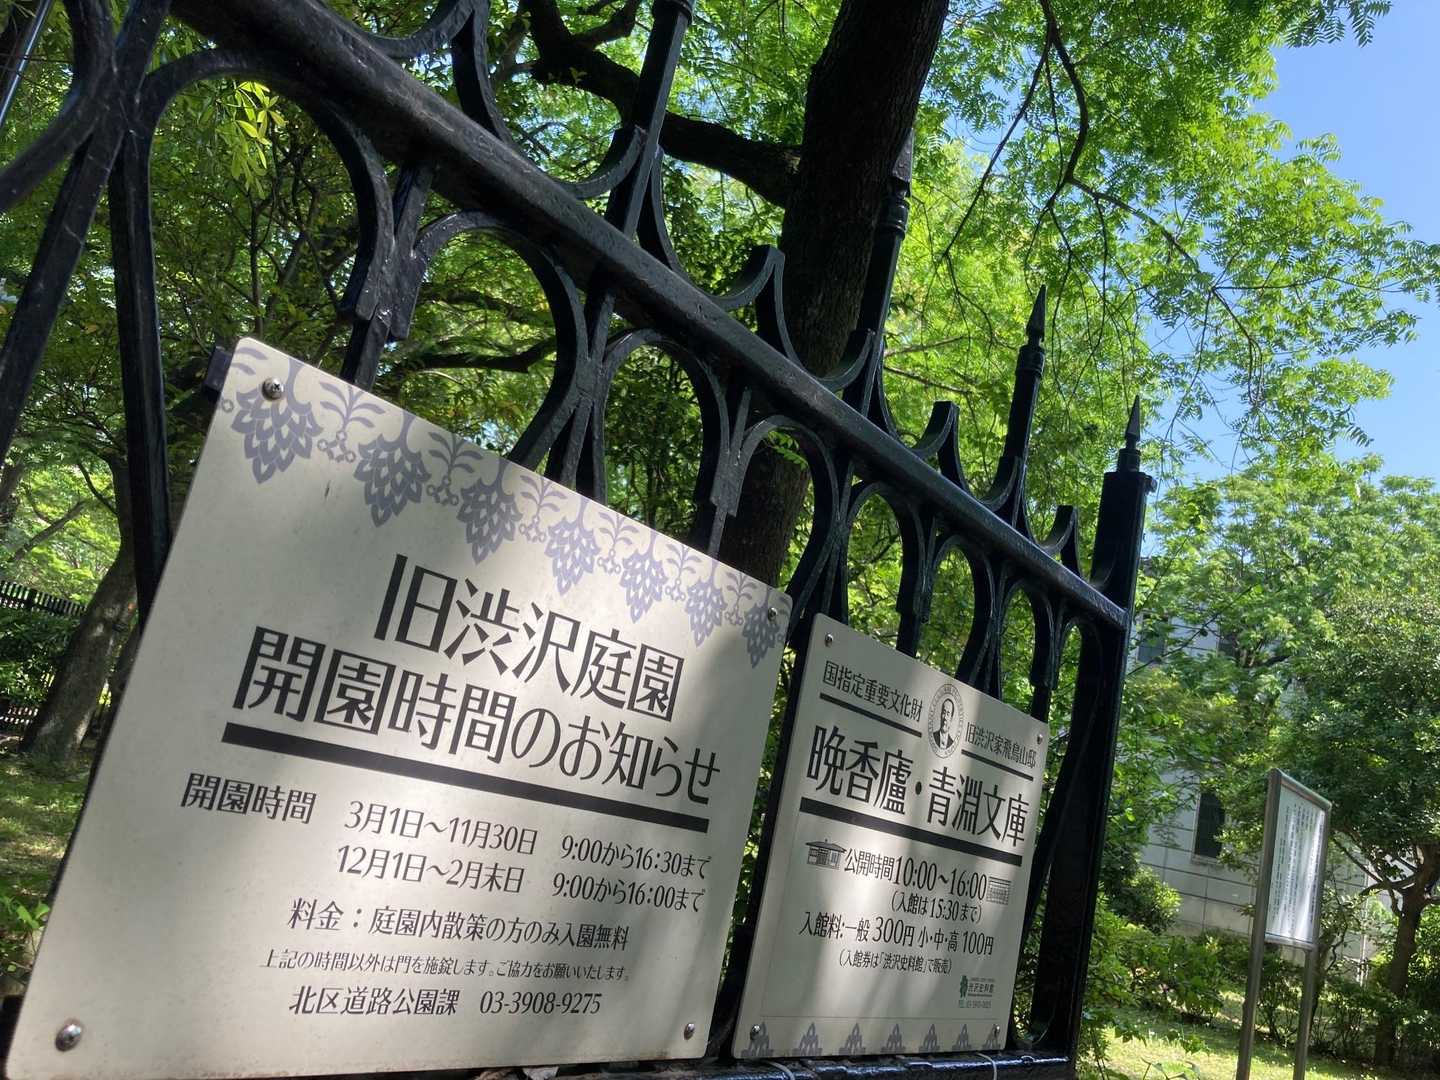 旧渋沢庭園
開園時間のお知らせ
開園時間 3月1日～11月30日 9:00から16:30まで
12月1日～2月末日 9:00から16:00まで
料金：庭園内散策の方のみ入園無料
上記の時間以外は門を施錠します。ご協力をお願いいたします。
北区道路公園課 03-3908-9275
国指定重要文化財
旧渋沢家飛鳥山邸
晩香廬・青淵文庫
公開時間10:00～16:00
(入館は15:30まで)
入館料:一般 300円 小・中・高 100円
(入館券は「渋沢史料館」で販売)
渋沢史料館